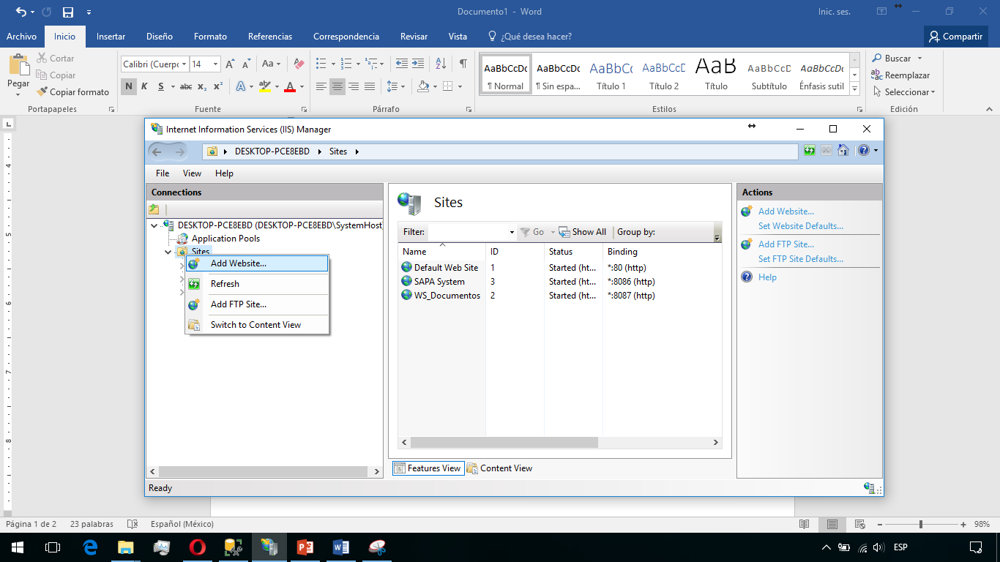 Documento1 - Word
Inic. ses.
Archivo
Inicio
Insertar
Diseño
Formato
Referencias
Correspondencia
Revisar
Vista
¿Qué desea hacer?
Compartir
Pegar
Cortar
Copiar
Copiar formato
Portapapeles
Calibri (Cuerpo
14
Aa
N K S abc x₂ x²
Fuente
Párrafo
AaBbCcDc
¶ Normal
AaBbCcDc
¶ Sin espa...
AaBbCc
Título 1
AaBbCcD
Título 2
AaB
Título
AaBbCcD
Subtítulo
AaBbCcDc
Énfasis sutil
Estilos
Buscar
Reemplazar
Seleccionar
Edición
Internet Information Services (IIS) Manager
DESKTOP-PCE8EBD
Sites
File View Help
Connections
DESKTOP-PCE8EBD (DESKTOP-PCE8EBD\SystemHost)
Application Pools
Sites
Add Website...
Refresh
Add FTP Site...
Switch to Content View
Sites
Filter: Go Show All Group by:
Name ID Status Binding
Default Web Site 1 Started (ht... *:80 (http)
SAPA System 3 Started (ht... *:8086 (http)
WS_Documentos 2 Started (ht... *:8087 (http)
Features View
Content View
Actions
Add Website...
Set Website Defaults...
Add FTP Site...
Set FTP Site Defaults...
Help
Ready
4
5
6
7
8
Página 1 de 2
23 palabras
Español (México)
98%
ESP